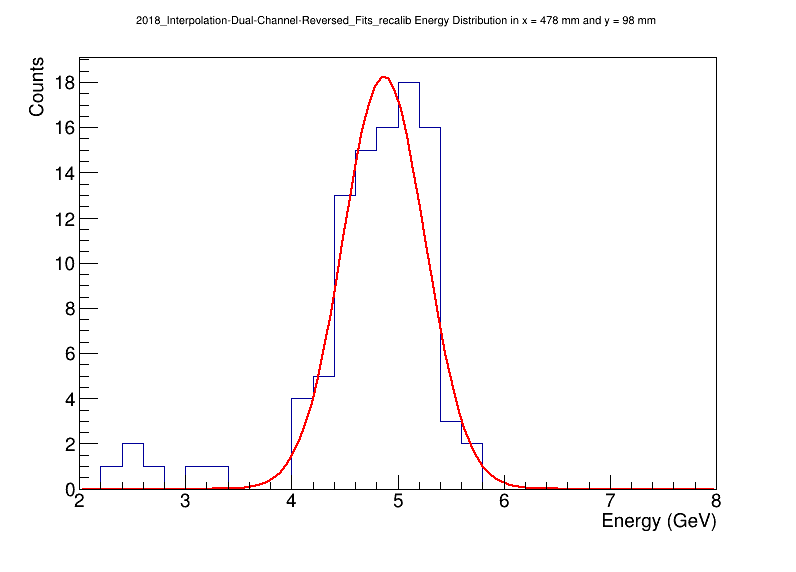 2018_Interpolation-Dual-Channel-Reversed_Fits_recalib Energy Distribution in x = 478 mm and y = 98 mm
Counts
18
16
14
12
10
8
6
4
2
0
2 3 4 5 6 7 8
Energy (GeV)